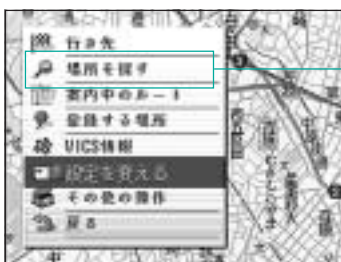 行き先
場所を探す
案内中のルート
登録する場所
VICS情報
設定を変える
その他の操作
戻る